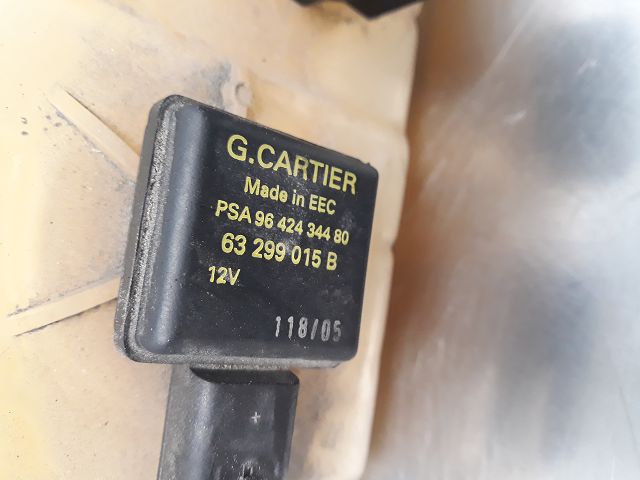 G.CARTIER
Made in EEC
PSA 96 424 344 80
63 299 015 B
12V
118/05
+